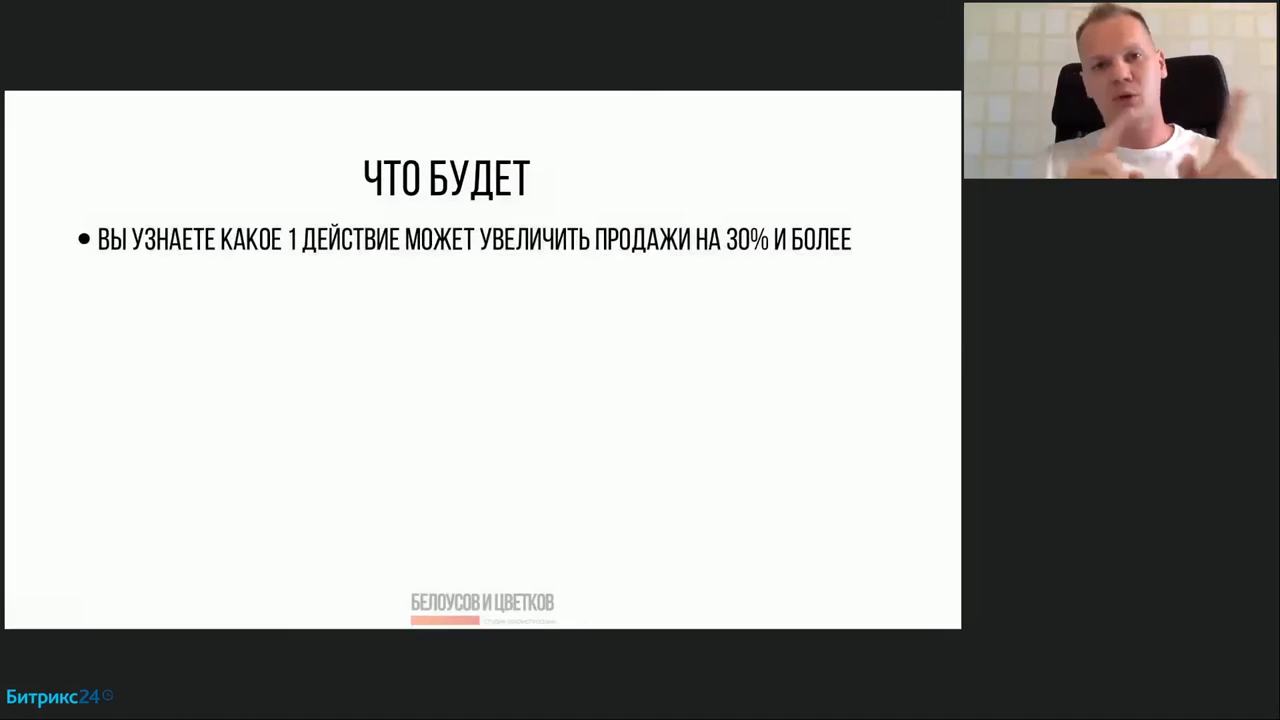 ЧТО БУДЕТ
• ВЫ УЗНАЕТЕ КАКОЕ 1 ДЕЙСТВИЕ МОЖЕТ УВЕЛИЧИТЬ ПРОДАЖИ НА 30% И БОЛЕЕ
БЕЛОУСОВ И ЦВЕТКОВ
Битрикс24